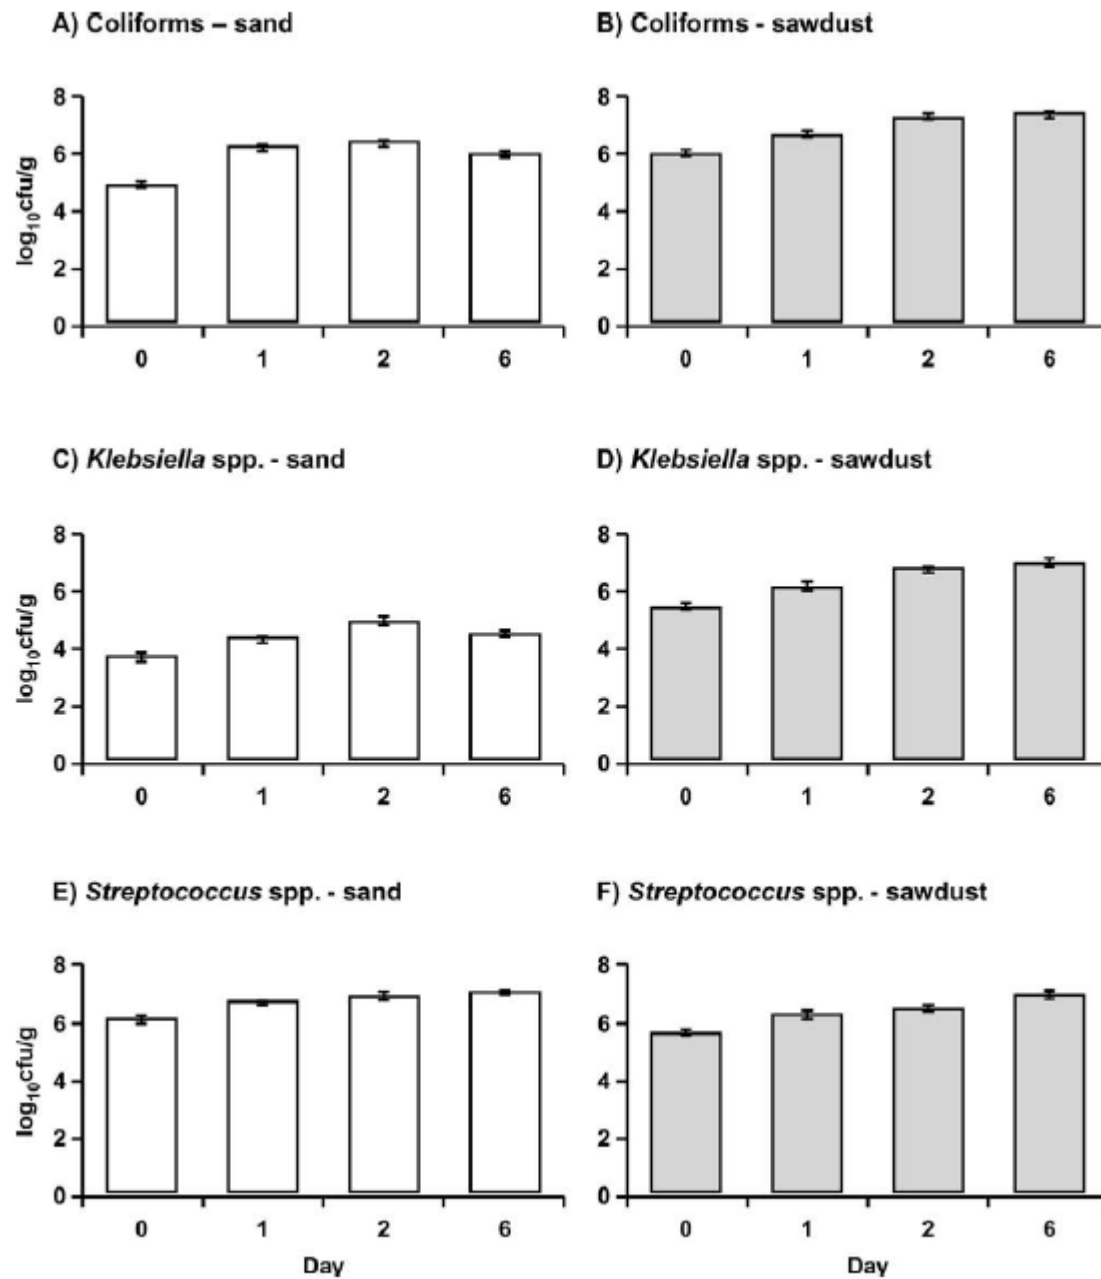 A) Coliforms – sand
B) Coliforms - sawdust
8
6
4
2
0
log₁₀cfu/g
0 1 2 6
8
6
4
2
0
0 1 2 6
C) Klebsiella spp. - sand
D) Klebsiella spp. - sawdust
8
6
4
2
0
log₁₀cfu/g
0 1 2 6
8
6
4
2
0
0 1 2 6
E) Streptococcus spp. - sand
F) Streptococcus spp. - sawdust
8
6
4
2
0
log₁₀cfu/g
0 1 2 6
Day
8
6
4
2
0
0 1 2 6
Day